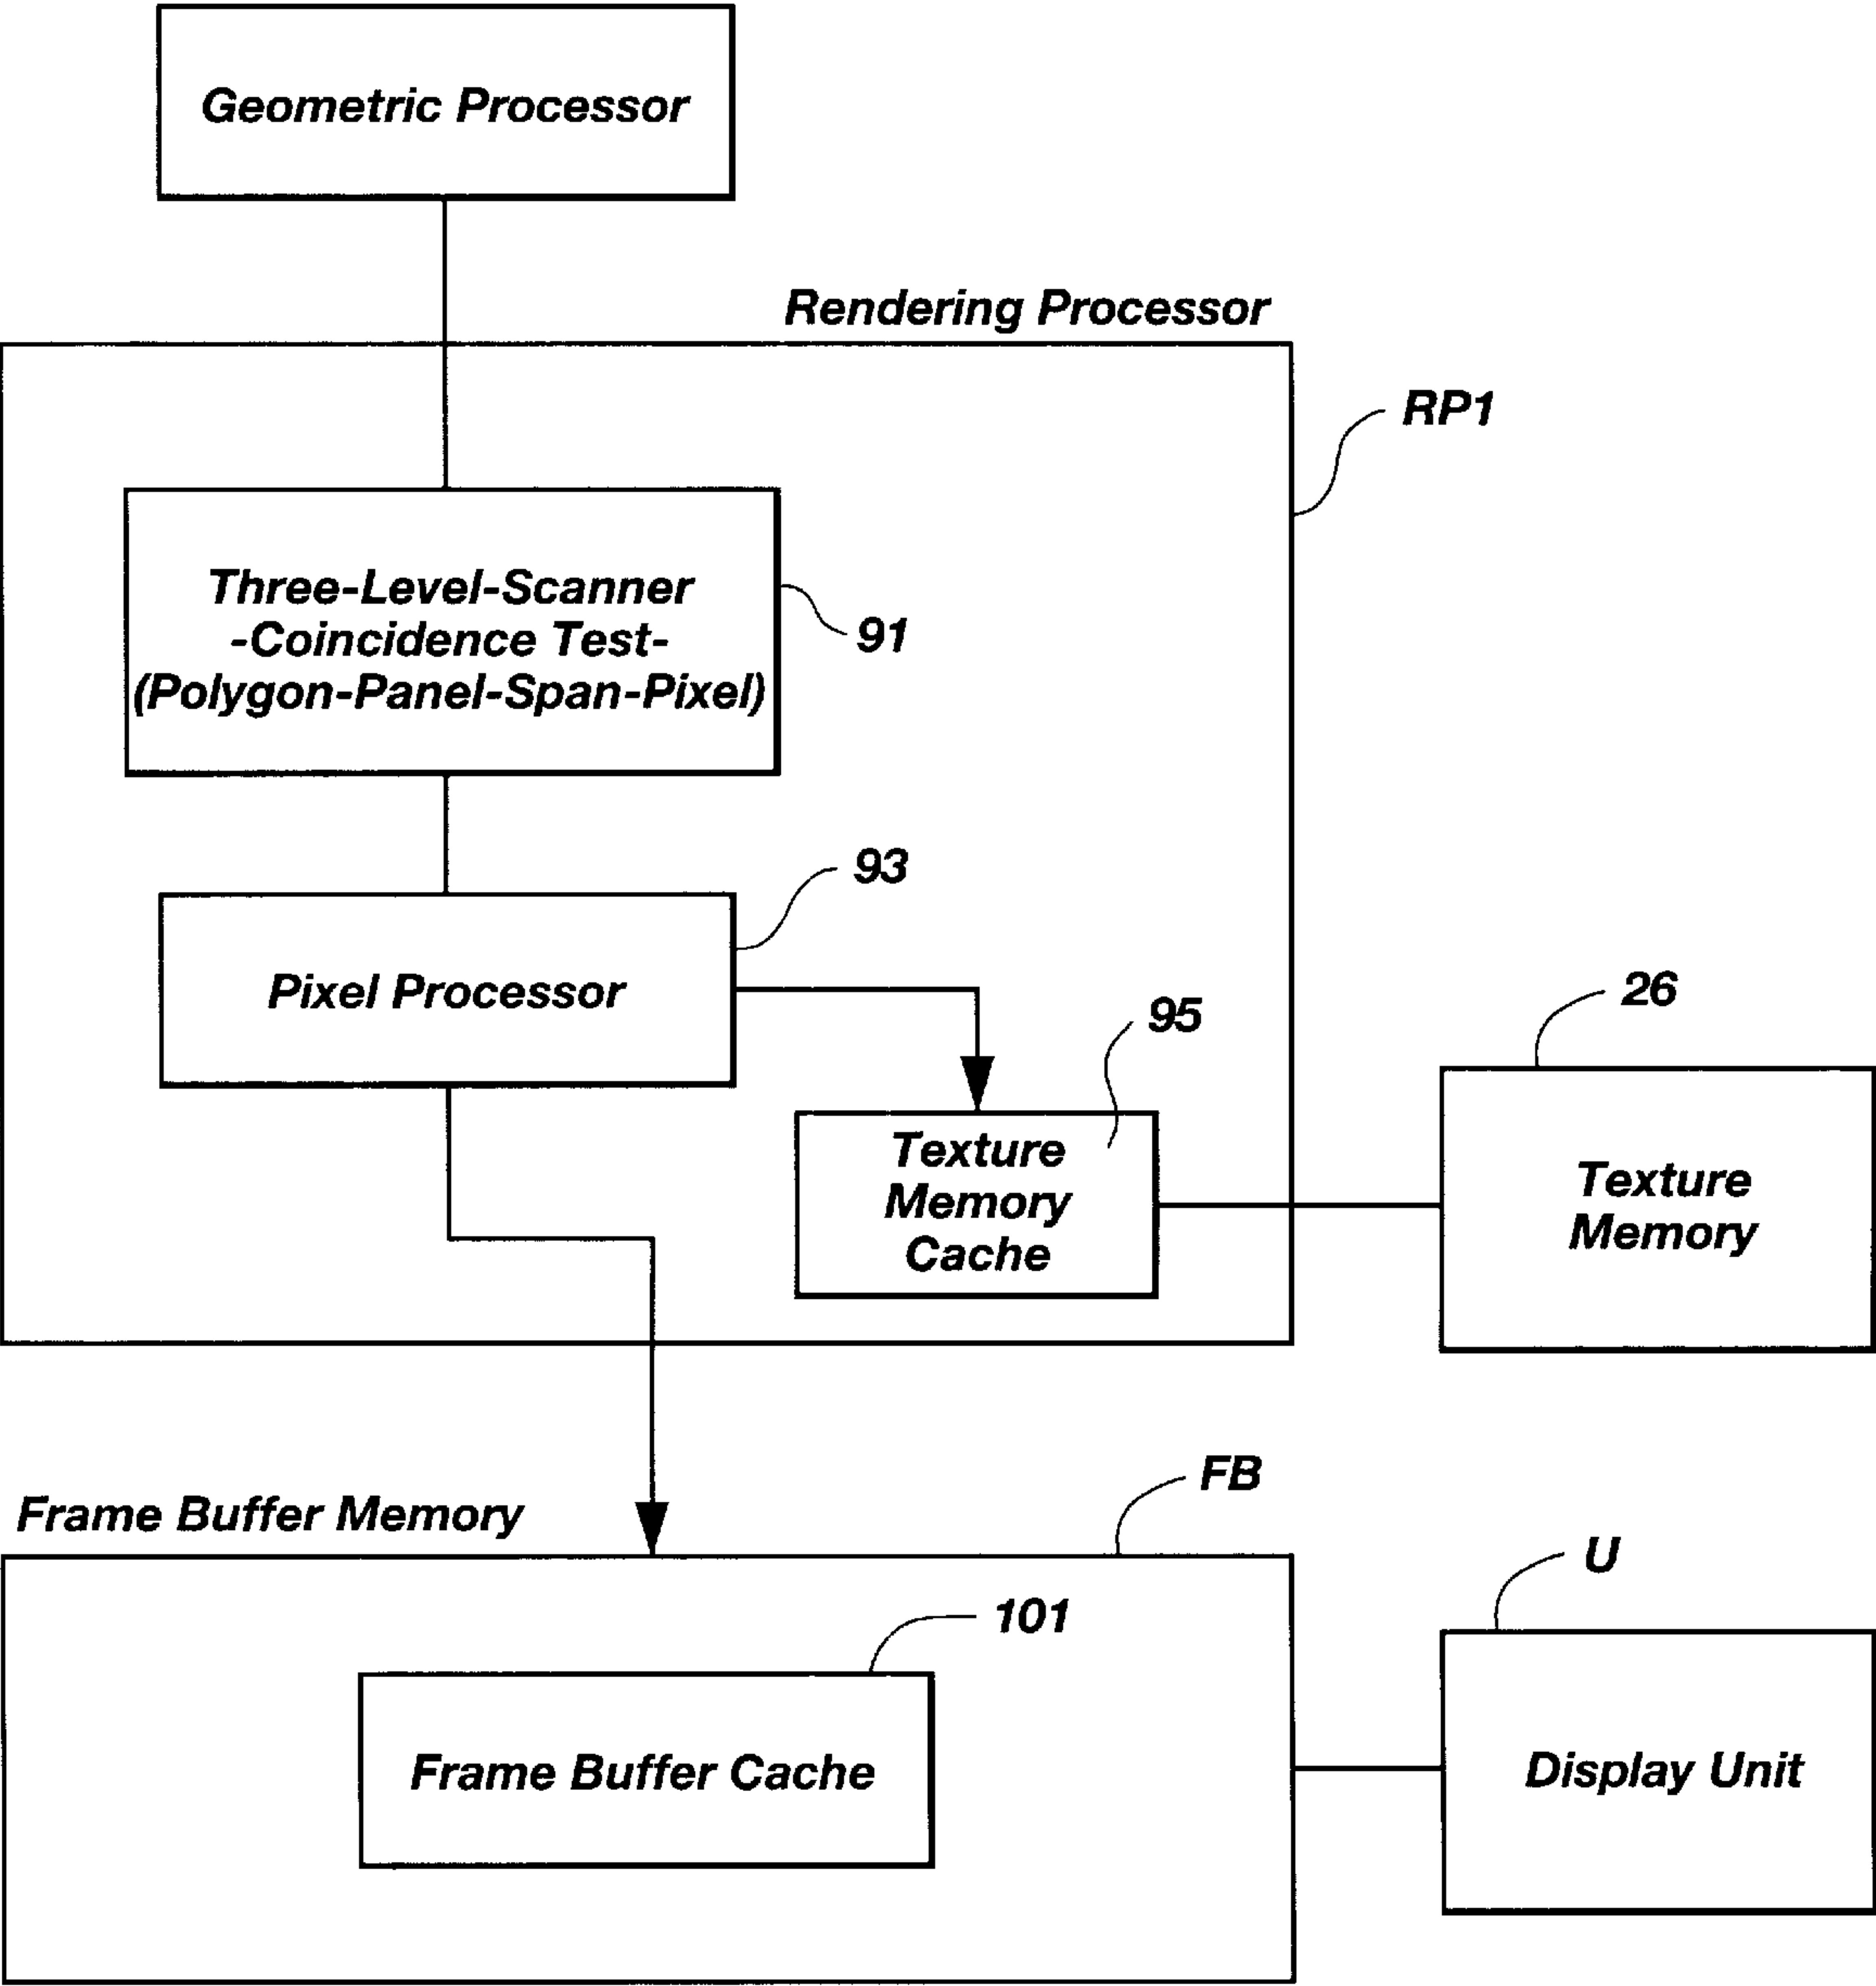 Geometric Processor
Rendering Processor
RP1
Three-Level-Scanner
-Coincidence Test-
(Polygon-Panel-Span-Pixel)
91
93
Pixel Processor
95
26
Texture
Memory
Cache
Texture
Memory
FB
Frame Buffer Memory
U
101
Frame Buffer Cache
Display Unit